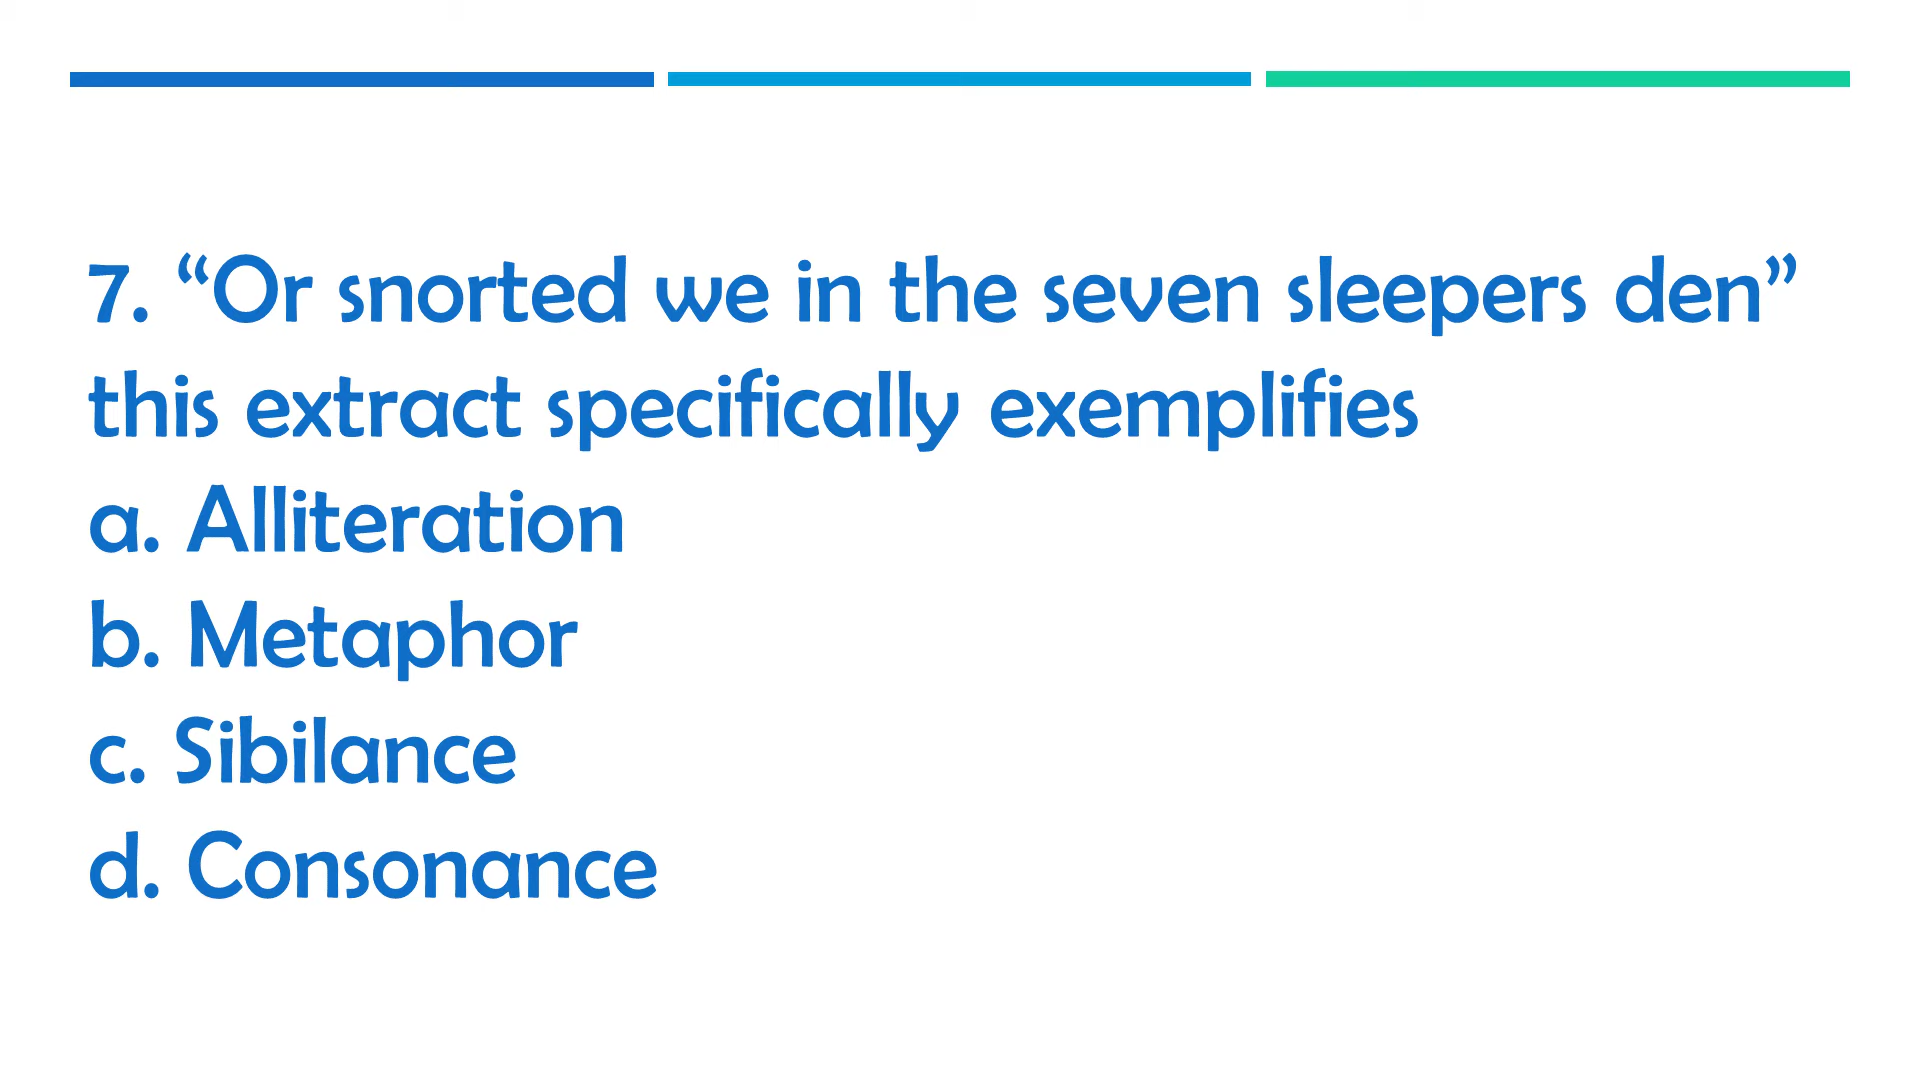 7. “Or snorted we in the seven sleepers den”
this extract specifically exemplifies
a. Alliteration
b. Metaphor
c. Sibilance
d. Consonance